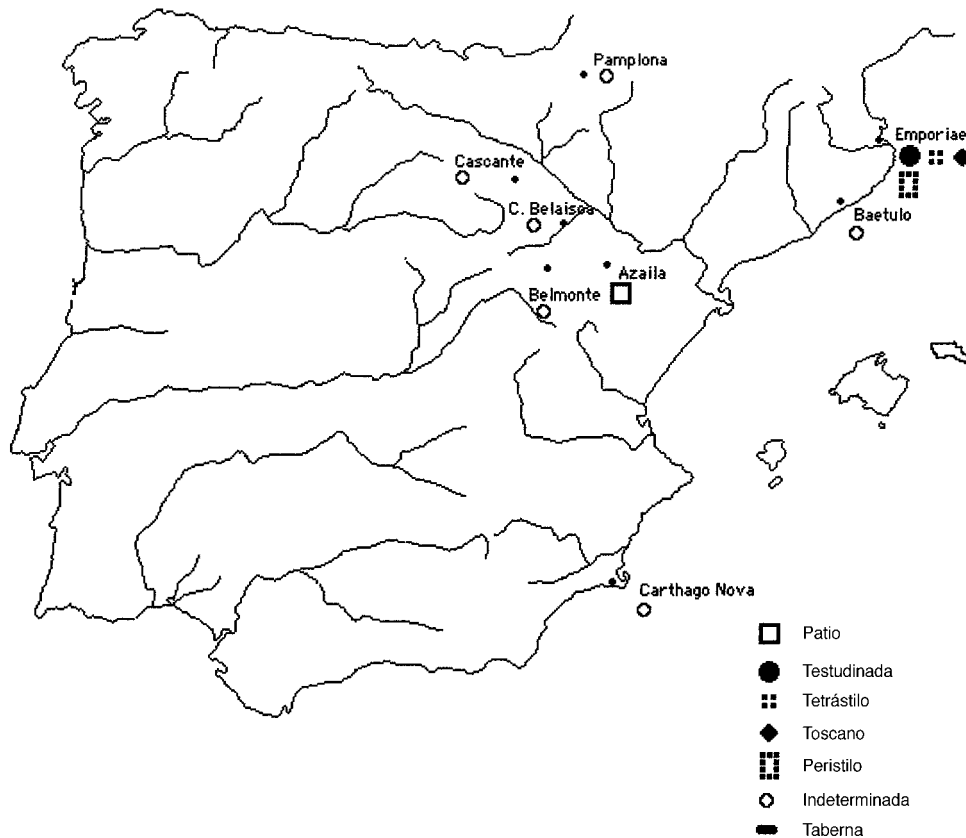 Pamplona
Emporiae
Cascante
C. Belaisca
Baetulo
Azaila
Belmonte
Carthago Nova
Patio
Testudinada
Tetrástilo
Toscano
Peristilo
Indeterminada
Taberna